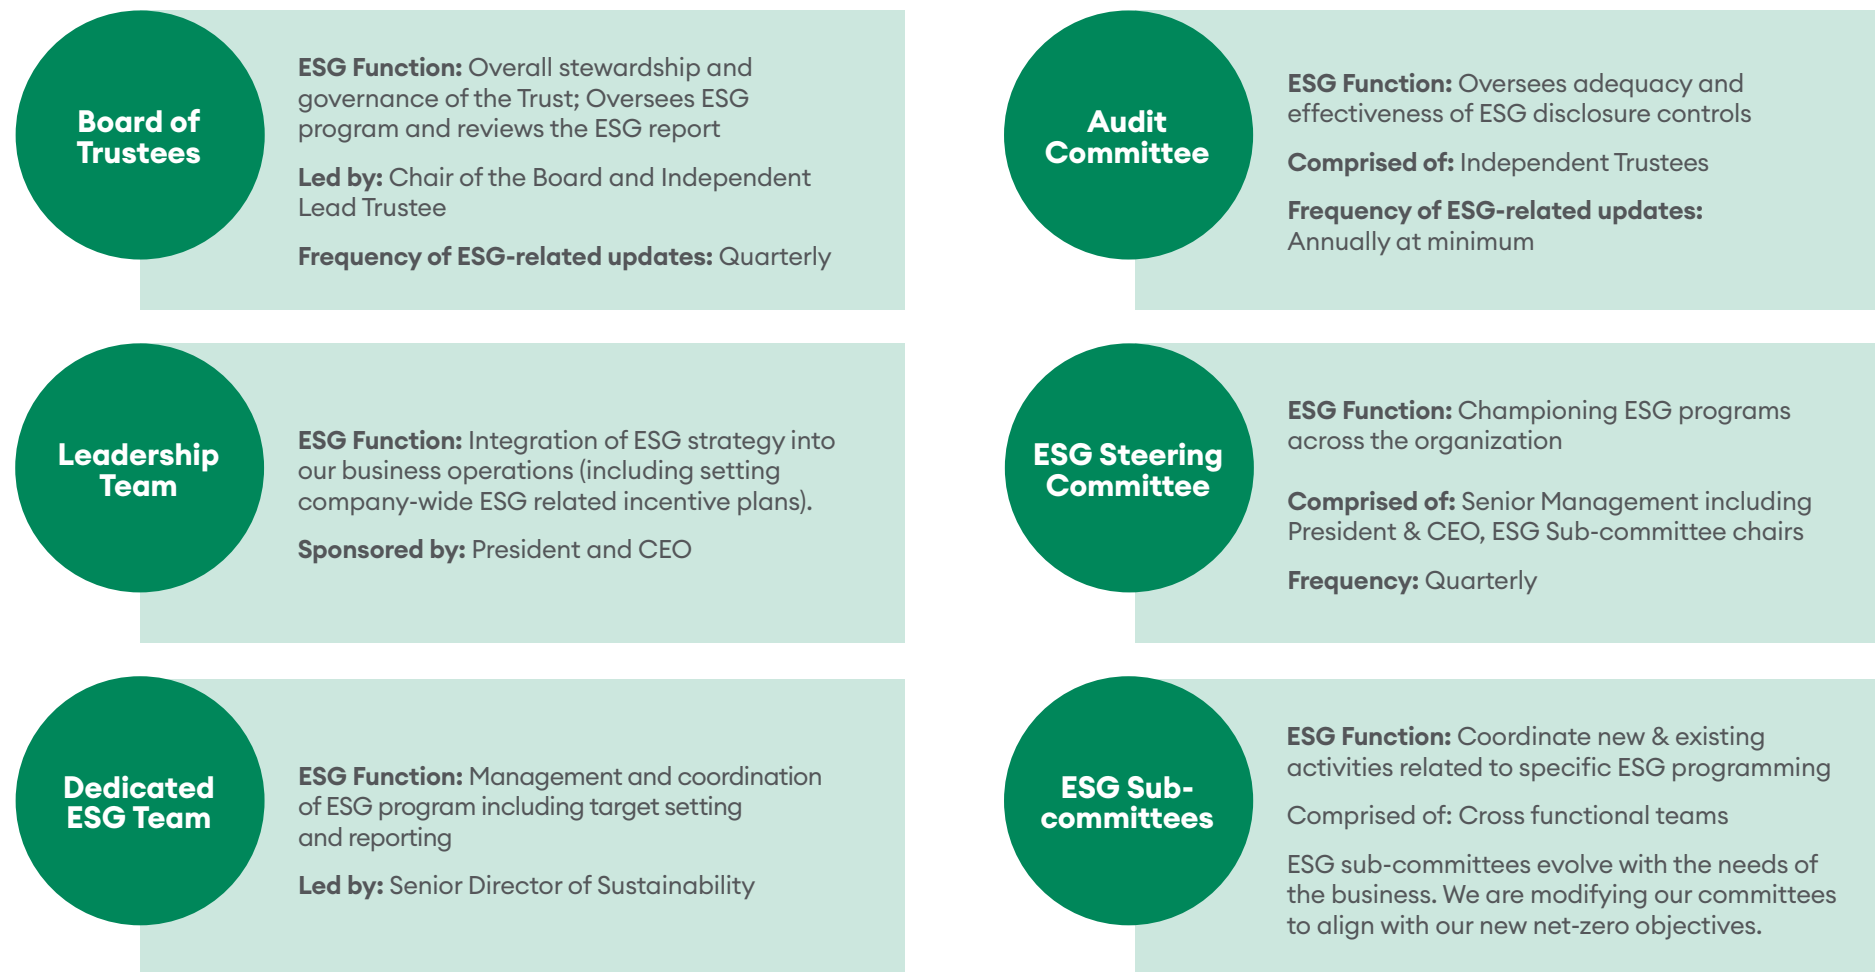 Board of
Trustees
ESG Function: Overall stewardship and
governance of the Trust; Oversees ESG
program and reviews the ESG report
Led by: Chair of the Board and Independent
Lead Trustee
Frequency of ESG-related updates: Quarterly
Audit
Committee
ESG Function: Oversees adequacy and
effectiveness of ESG disclosure controls
Comprised of: Independent Trustees
Frequency of ESG-related updates:
Annually at minimum
Leadership
Team
ESG Function: Integration of ESG strategy into
our business operations (including setting
company-wide ESG related incentive plans).
Sponsored by: President and CEO
ESG Steering
Committee
ESG Function: Championing ESG programs
across the organization
Comprised of: Senior Management including
President & CEO, ESG Sub-committee chairs
Frequency: Quarterly
Dedicated
ESG Team
ESG Function: Management and coordination
of ESG program including target setting
and reporting
Led by: Senior Director of Sustainability
ESG Sub-
committees
ESG Function: Coordinate new & existing
activities related to specific ESG programming
Comprised of: Cross functional teams
ESG sub-committees evolve with the needs of
the business. We are modifying our committees
to align with our new net-zero objectives.